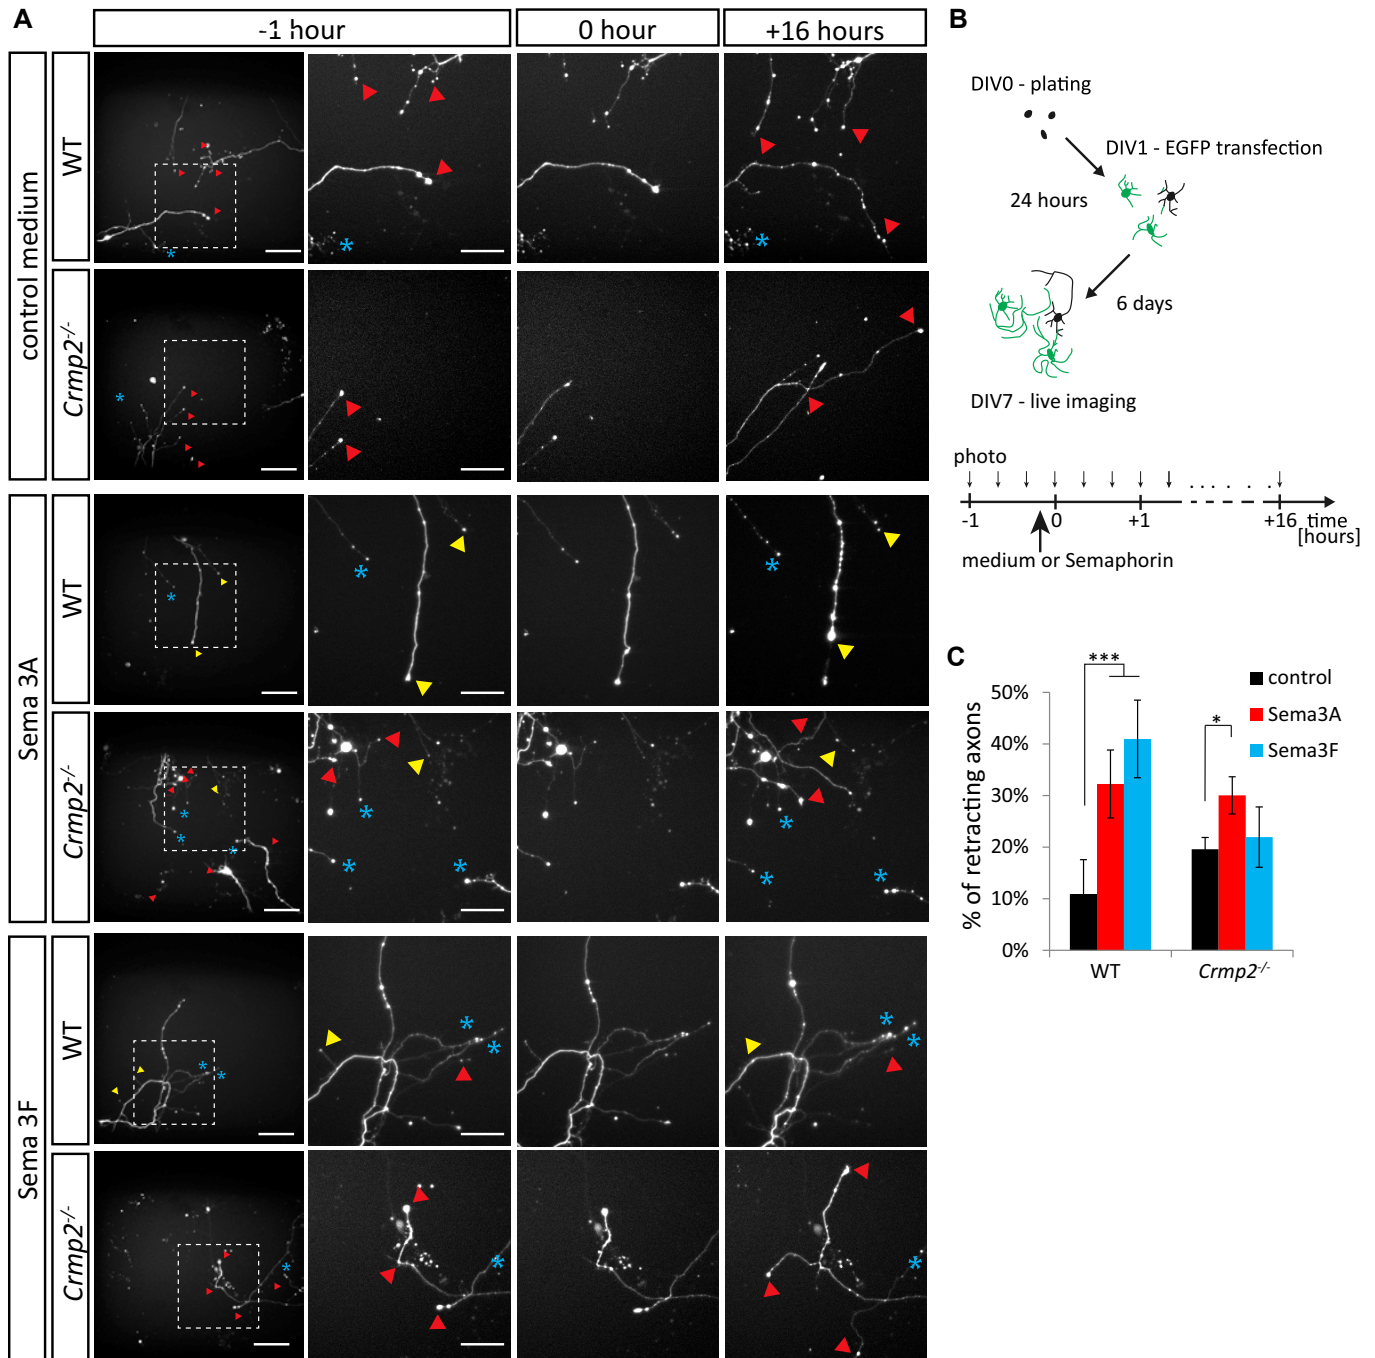 A
-1 hour
0 hour
+16 hours
control medium
WT
Crmp2-/-
Sema 3A
WT
Crmp2-/-
Sema 3F
WT
Crmp2-/-
B
DIV0 - plating
DIV1 - EGFP transfection
24 hours
6 days
DIV7 - live imaging
photo
-1 0 +1 +16 time
[hours]
medium or Semaphorin
C
***
*
control
Sema3A
Sema3F
% of retracting axons
50%
40%
30%
20%
10%
0%
WT Crmp2-/-